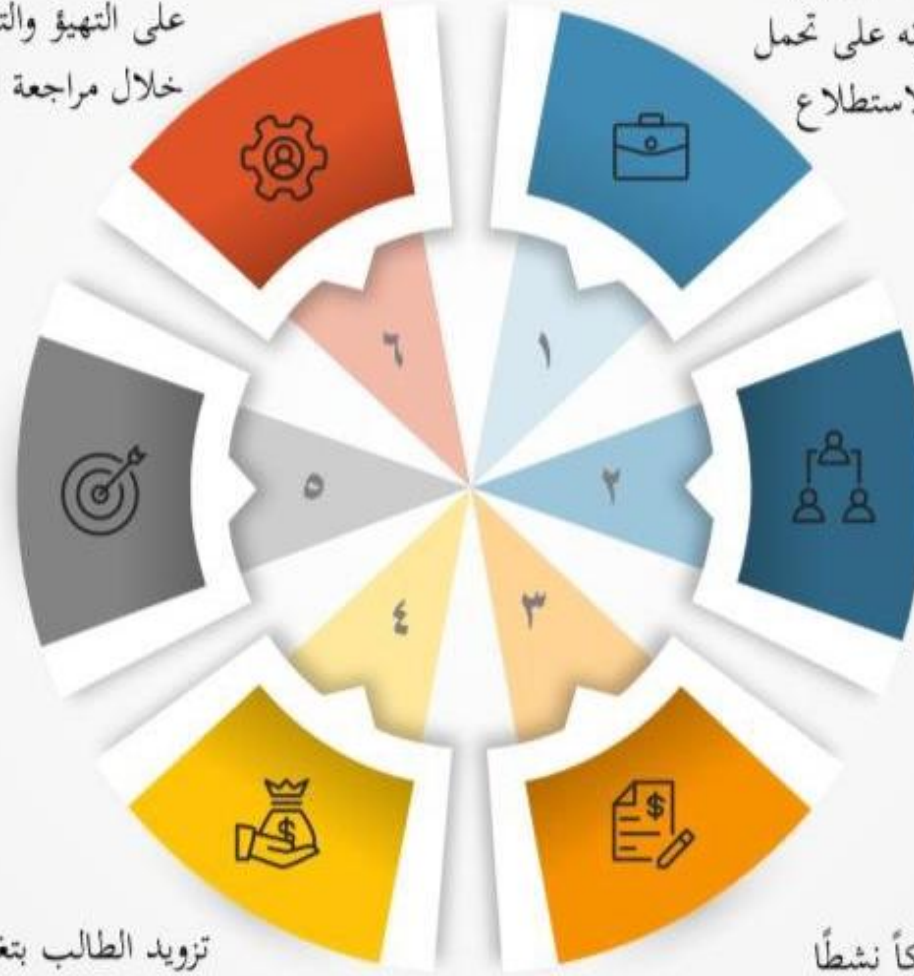 ته على تحمل
لاستطلاع
على التهيؤ والت
خلال مراجعة
١
٢
٣
٤
٥
٦
$
$
كاً نشطًا
تزويد الطالب بتغ